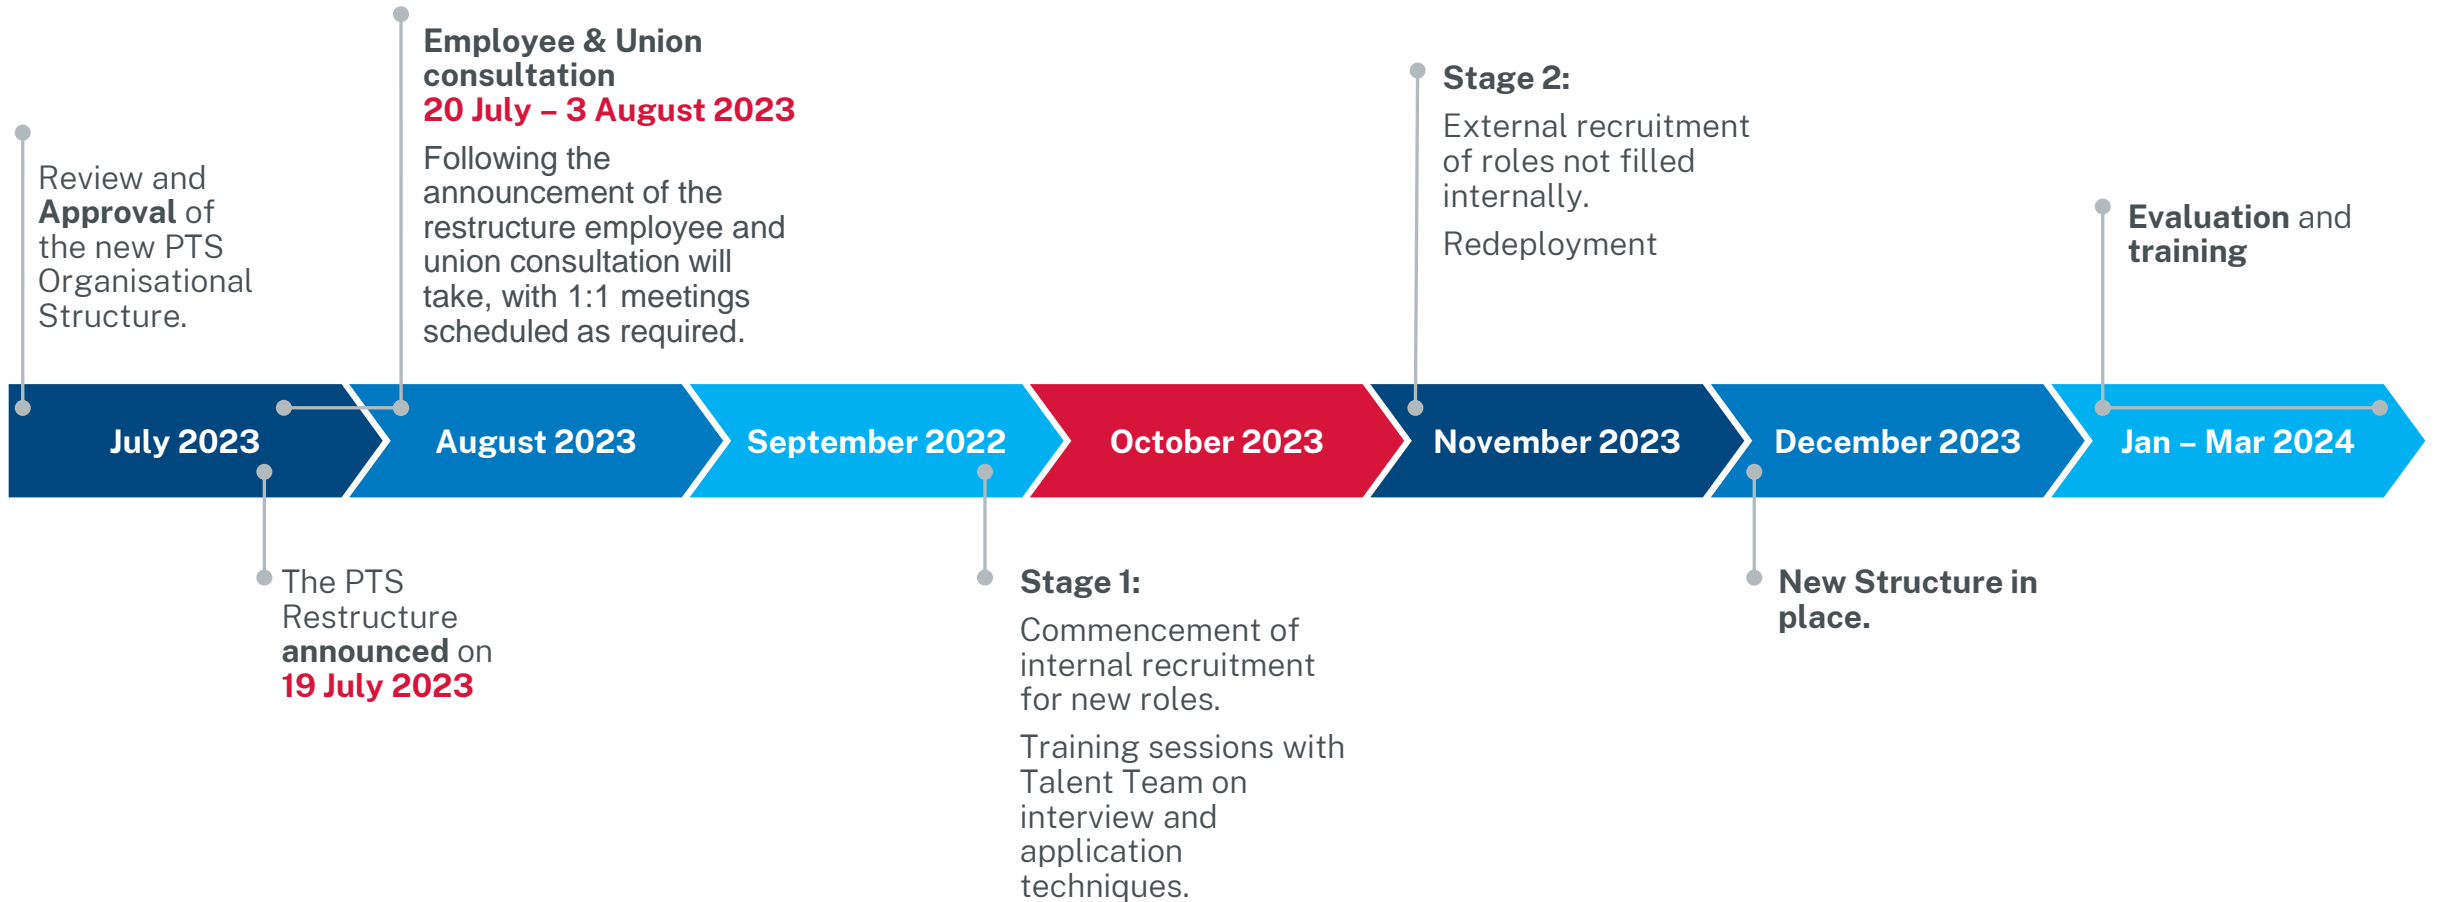 Employee & Union
consultation
20 July – 3 August 2023
Following the
announcement of the
restructure employee and
union consultation will
take, with 1:1 meetings
scheduled as required.
Review and
Approval of
the new PTS
Organisational
Structure.
Stage 2:
External recruitment
of roles not filled
internally.
Redeployment
Evaluation and
training
July 2023
August 2023
September 2022
October 2023
November 2023
December 2023
Jan – Mar 2024
The PTS
Restructure
announced on
19 July 2023
Stage 1:
Commencement of
internal recruitment
for new roles.
Training sessions with
Talent Team on
interview and
application
techniques.
New Structure in
place.